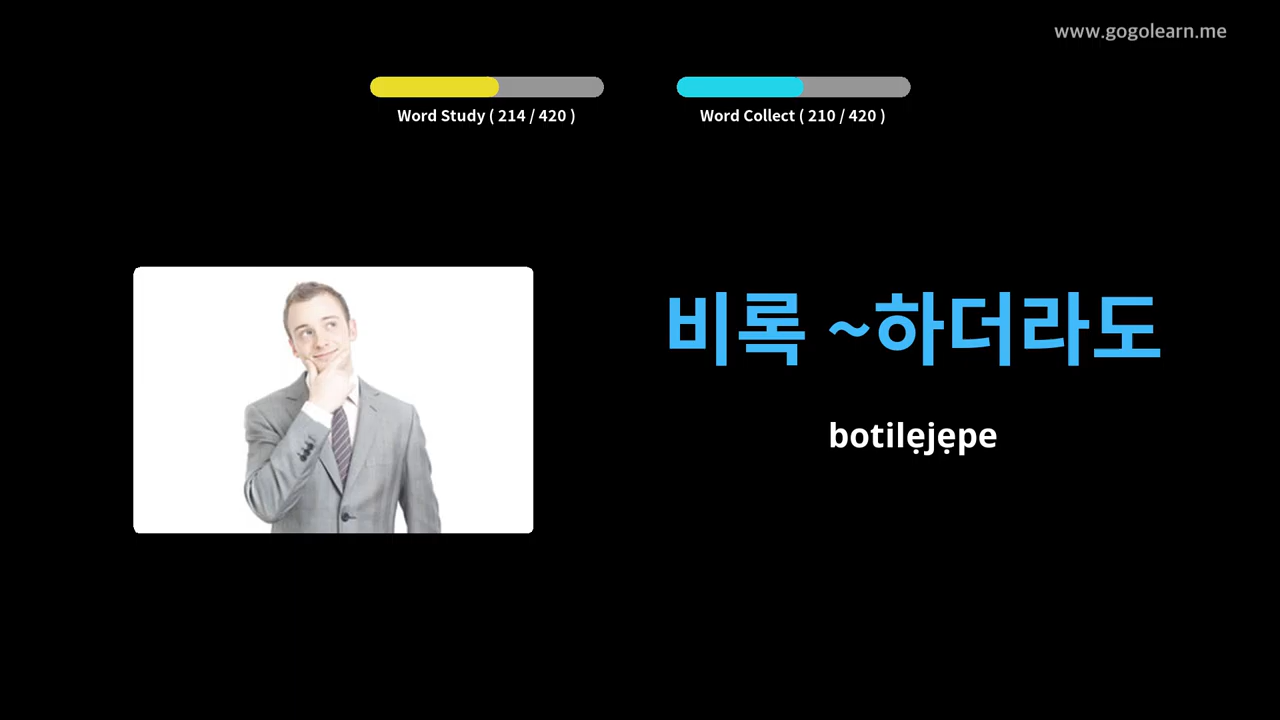 www.gogolearn.me
Word Study ( 214 / 420 )
Word Collect ( 210 / 420 )
비록 ~하더라도
botilẹjẹpe